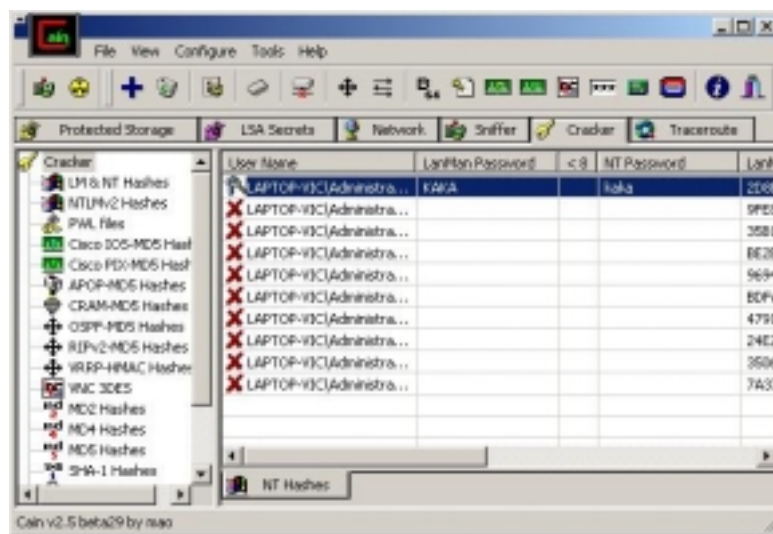 Cain
File View Configure Tools Help
Protected Storage LSA Secrets Network Sniffer Cracker Traceroute
Cracker
LM & NT Hashes
NTLMv2 Hashes
PWL files
Cisco IOS-MD5 Hash
Cisco PIX-MD5 Hash
APOP-MD5 Hashes
CRAM-MD5 Hashes
OSPF-MD5 Hashes
RIPv2-MD5 Hashes
VRRP-HMAC Hashes
VNC 3DES
MD2 Hashes
MD4 Hashes
MD5 Hashes
SHA-1 Hashes
User Name LanMan Password < 8 NT Password
LAPTOP-VIC\Administra... KAKA kaka
LAPTOP-VIC\Administra...
LAPTOP-VIC\Administra...
LAPTOP-VIC\Administra...
LAPTOP-VIC\Administra...
LAPTOP-VIC\Administra...
LAPTOP-VIC\Administra...
LAPTOP-VIC\Administra...
LAPTOP-VIC\Administra...
LAPTOP-VIC\Administra...
NT Hashes
Cain v2.5 beta29 by mao